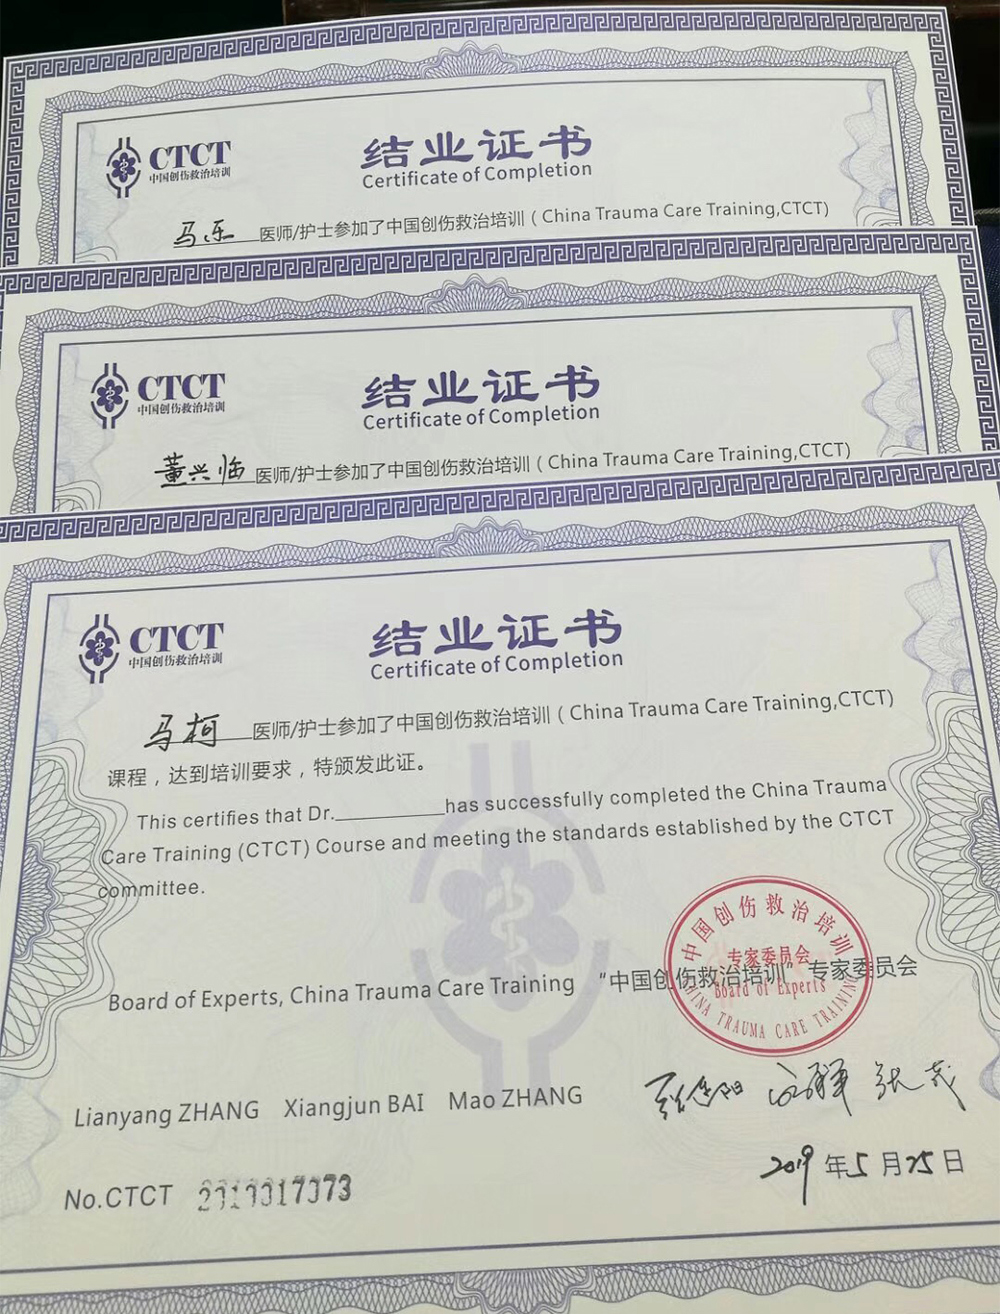 CTCT
中国创伤救治培训
结业证书
Certificate of Completion
马乐 医师/护士参加了中国创伤救治培训（China Trauma Care Training,CTCT)
CTCT
中国创伤救治培训
结业证书
Certificate of Completion
董兴临 医师/护士参加了中国创伤救治培训（China Trauma Care Training,CTCT)
CTCT
中国创伤救治培训
结业证书
Certificate of Completion
马柯 医师/护士参加了中国创伤救治培训（China Trauma Care Training,CTCT)
课程，达到培训要求，特颁发此证。
This certifies that Dr.__________has successfully completed the China Trauma
Care Training (CTCT) Course and meeting the standards established by the CTCT
committee.
中国创伤救治培训
专家委员会
Board of Experts
CHINA TRAUMA CARE TRAINING
Board of Experts, China Trauma Care Training “中国创伤救治培训”专家委员会
Lianyang ZHANG Xiangjun BAI Mao ZHANG
2019年5月25日
No.CTCT